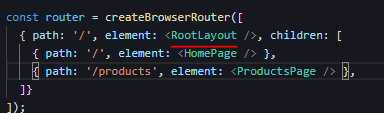 const router = createBrowserRouter([
  { path: '/', element: <RootLayout />, children: [
    { path: '/', element: <HomePage /> },
    { path: '/products', element: <ProductsPage /> },
  ]}
]);